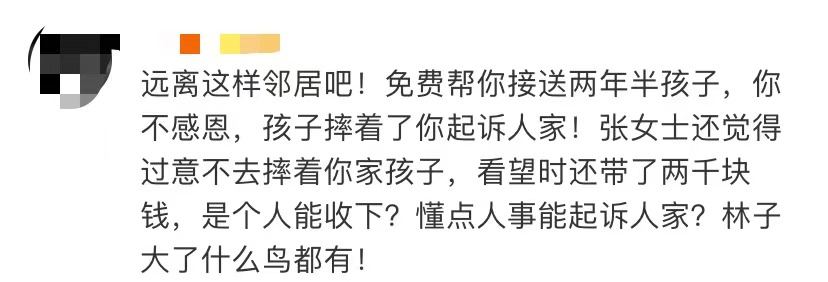 远离这样邻居吧！免费帮你接送两年半孩子，你
不感恩，孩子摔着了你起诉人家！张女士还觉得
过意不去摔着你家孩子，看望时还带了两千块
钱，是个人能收下？懂点人事能起诉人家？林子
大了什么鸟都有！